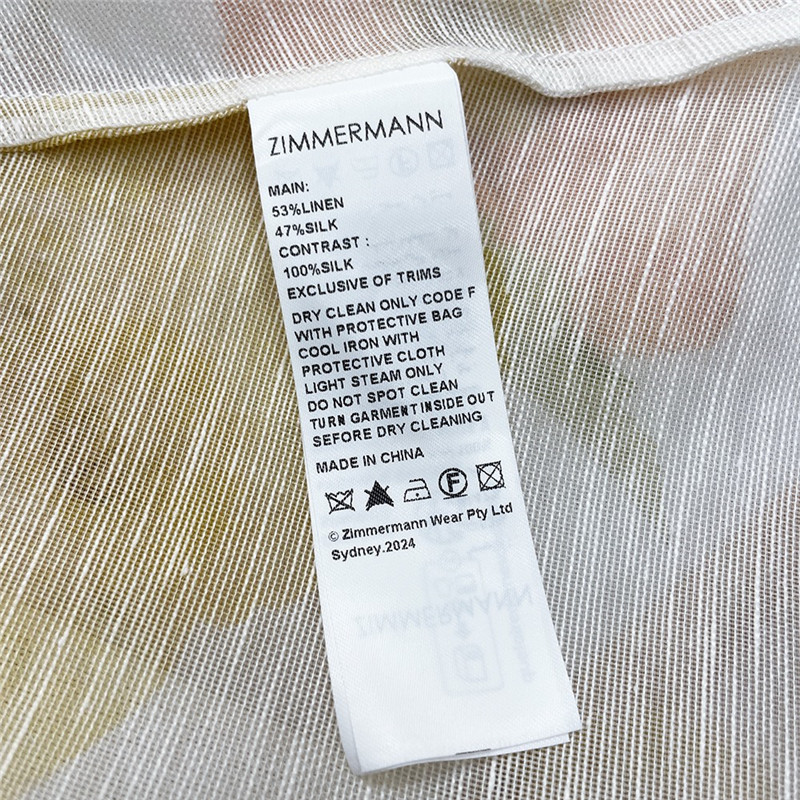 ZIMMERMANN
MAIN:
53%LINEN
47%SILK
CONTRAST :
100%SILK
EXCLUSIVE OF TRIMS
DRY CLEAN ONLY CODE F
WITH PROTECTIVE BAG
COOL IRON WITH
PROTECTIVE CLOTH
LIGHT STEAM ONLY
DO NOT SPOT CLEAN
TURN GARMENT INSIDE OUT
SEFORE DRY CLEANING
MADE IN CHINA
F
© Zimmermann Wear Pty Ltd
Sydney.2024
ZIMMERMANN